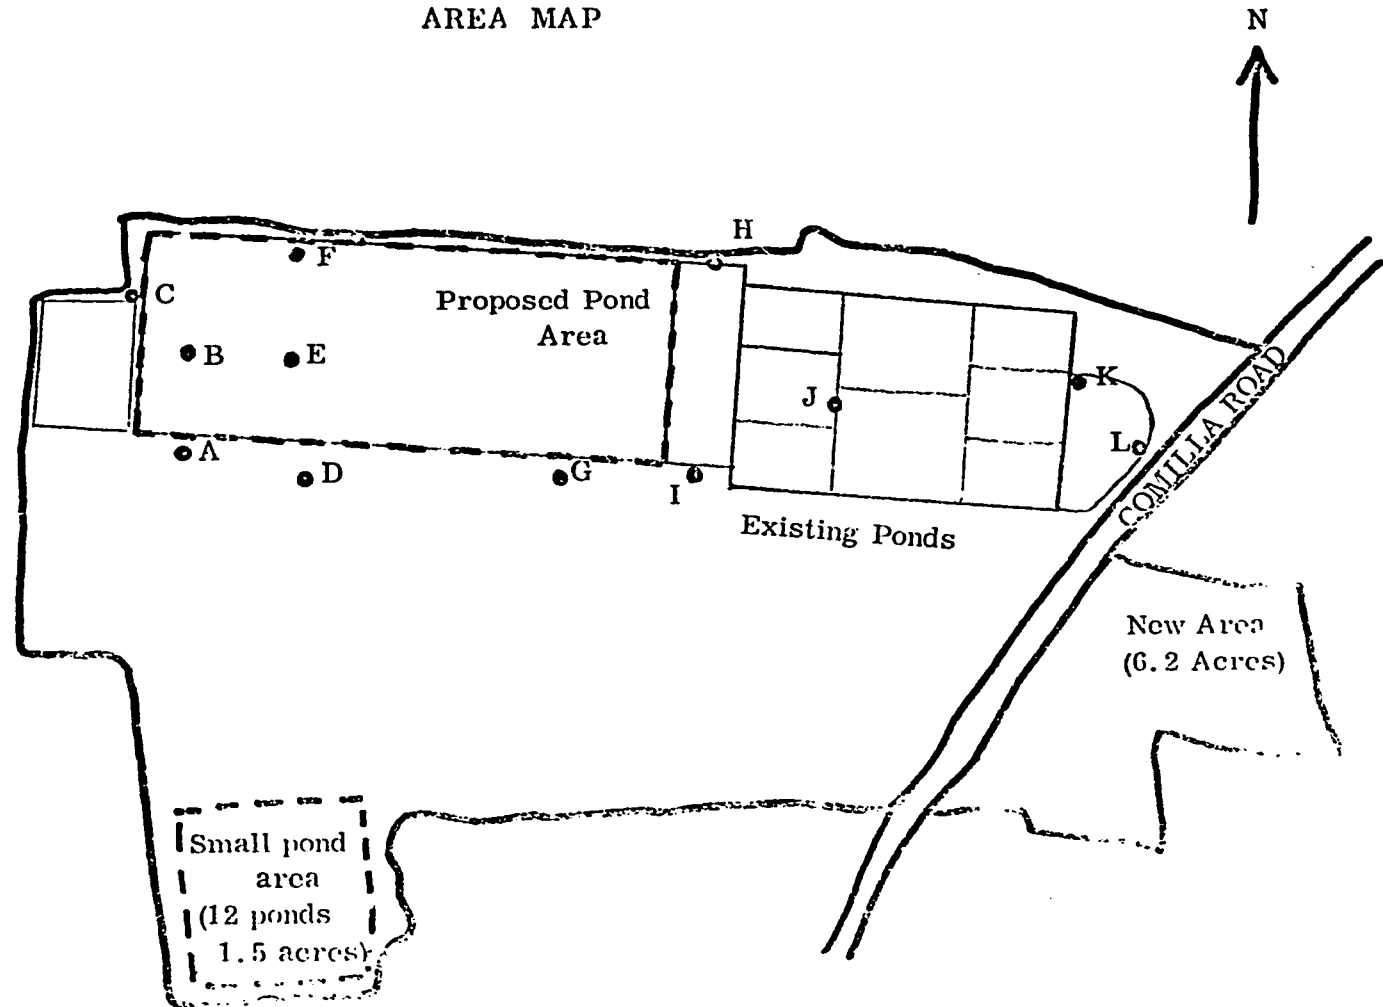 AREA MAP
N
H
F
C
Proposed Pond
Area
B
E
K
J
L
COMILLA ROAD
A
D
G
I
Existing Ponds
New Area
(6.2 Acres)
Small pond
area
(12 ponds
1.5 acres)